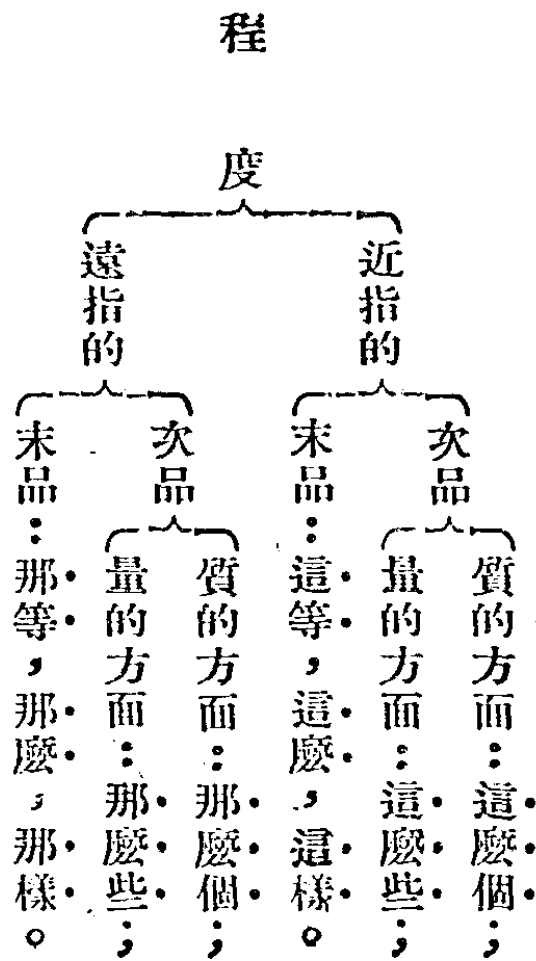 程度
近指的
次品
質的方面：這麼個；
量的方面：這麼些；
末品：這等，這麼，這樣。
遠指的
次品
質的方面：那麼個；
量的方面：那麼些；
末品：那等，那麼，那樣。